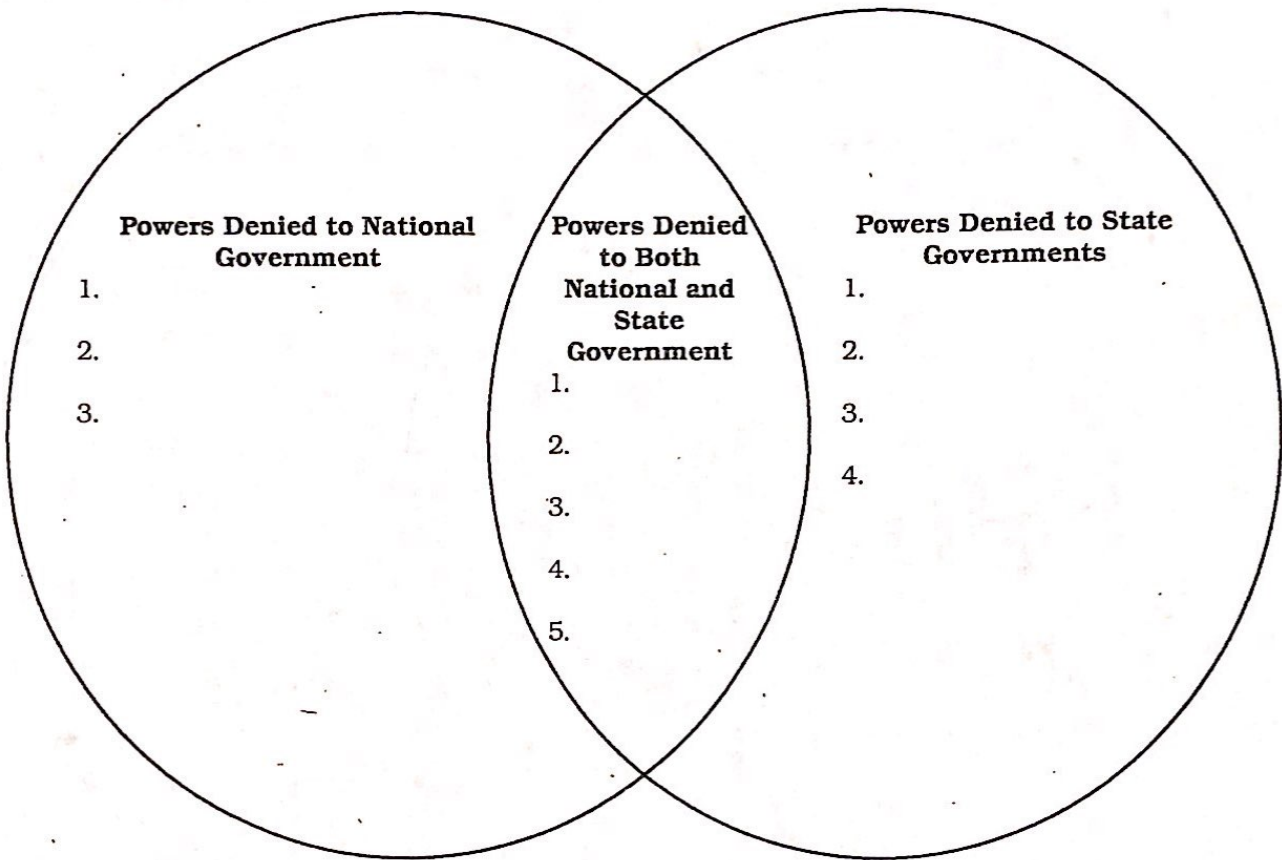 Powers Denied to National
Government
1.
2.
3.
Powers Denied
to Both
National and
State
Government
1.
2.
3.
4.
5.
Powers Denied to State
Governments
1.
2.
3.
4.